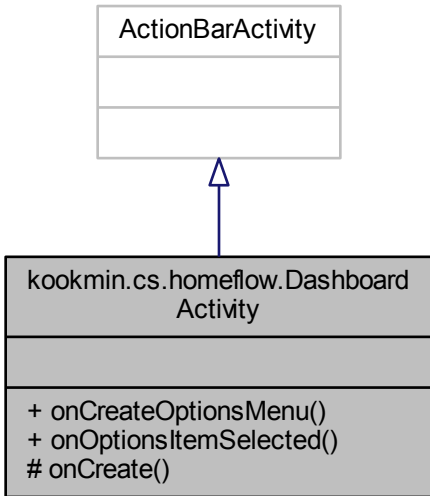 ActionBarActivity
kookmin.cs.homeflow.Dashboard
Activity
+ onCreateOptionsMenu()
+ onOptionsItemSelected()
# onCreate()